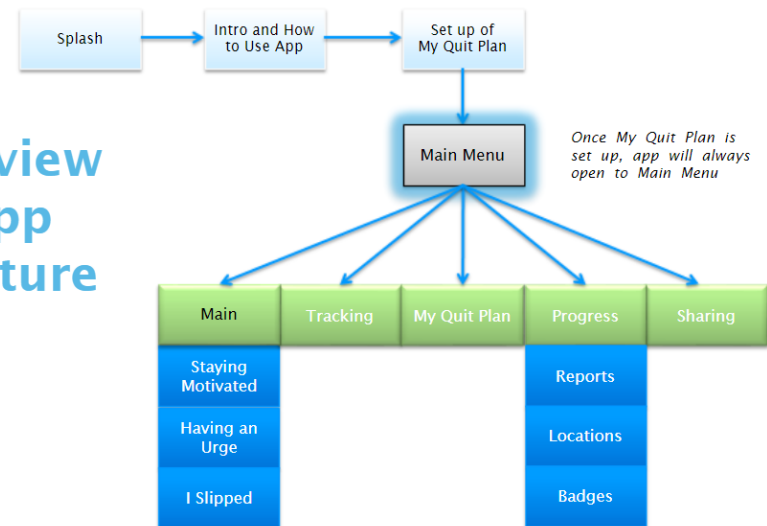 Splash
Intro and How
to Use App
Set up of
My Quit Plan
view
pp
ture
Main Menu
Once My Quit Plan is
set up, app will always
open to Main Menu
Main
Tracking
My Quit Plan
Progress
Sharing
Staying
Motivated
Having an
Urge
I Slipped
Reports
Locations
Badges